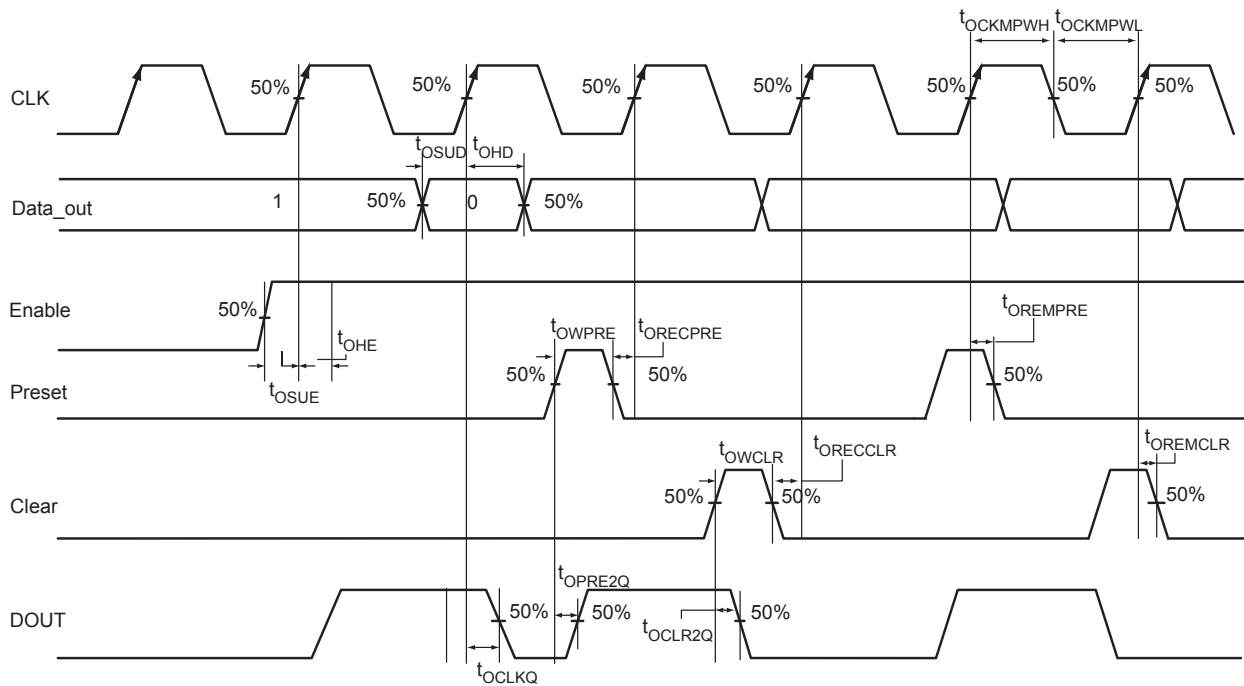 tOCKMPWH tOCKMPWL
CLK 50% 50% 50% 50% 50% 50% 50%
tOSUD tOHD
Data_out 1 50% 0 50%
Enable 50%
tOHE
tOSUE
tOWPRE tORECPRE tOREMPRE
Preset 50% 50% 50%
tOWCLR tORECCLR tOREMCLR
Clear 50% 50% 50%
tOPRE2Q
DOUT 50% 50% 50%
tOCLR2Q
tOCLKQ